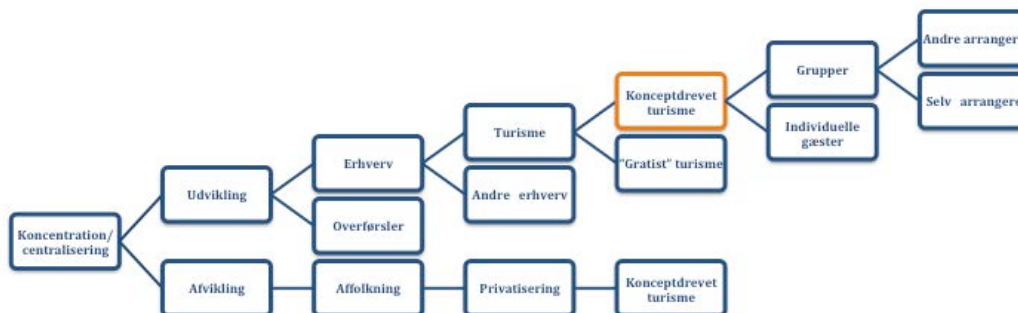 Andre arranger
Grupper
Selv arrangere
Konceptdrevet
turisme
Individuelle
gæster
Turisme
"Gratist" turisme
Erhverv
Andre erhverv
Udvikling
Overførsler
Koncentration/
centralisering
Afvikling
Affolkning
Privatisering
Konceptdrevet
turisme